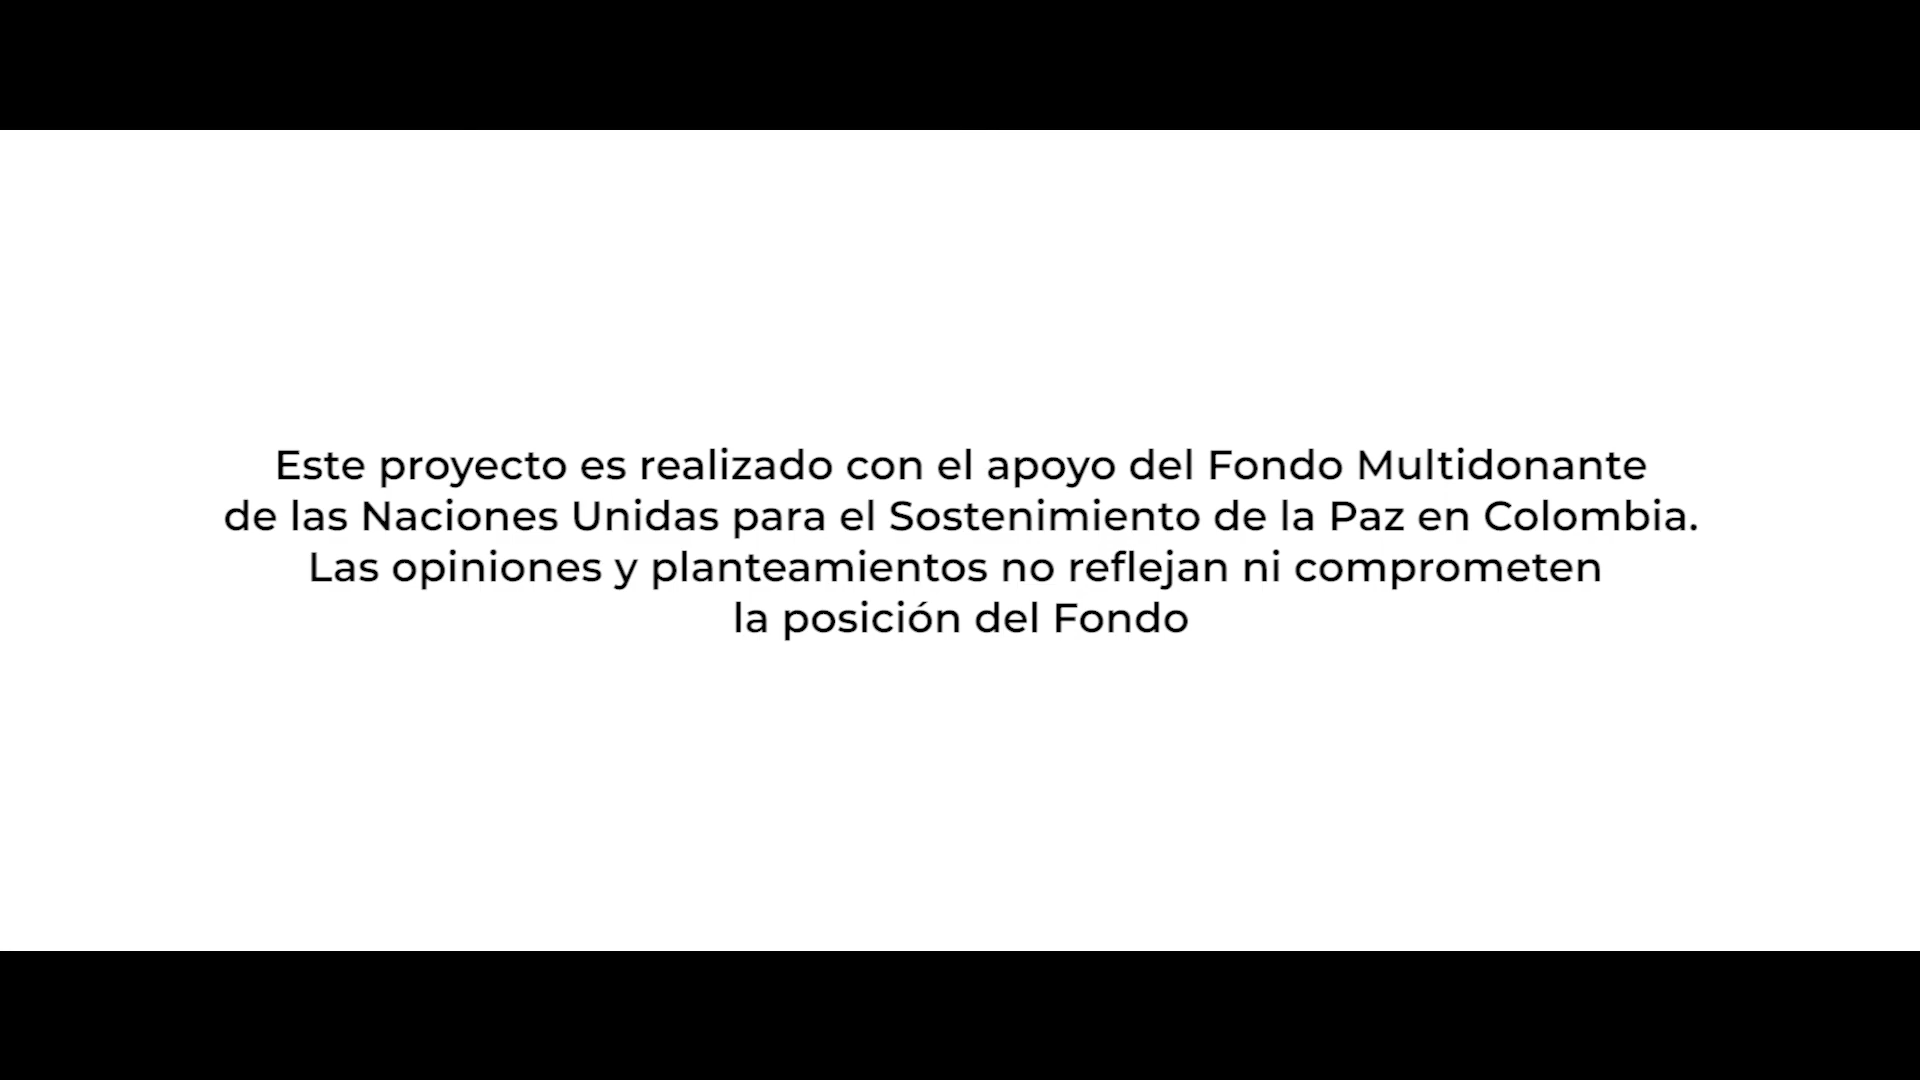 Este proyecto es realizado con el apoyo del Fondo Multidonante
de las Naciones Unidas para el Sostenimiento de la Paz en Colombia.
Las opiniones y planteamientos no reflejan ni comprometen
la posición del Fondo